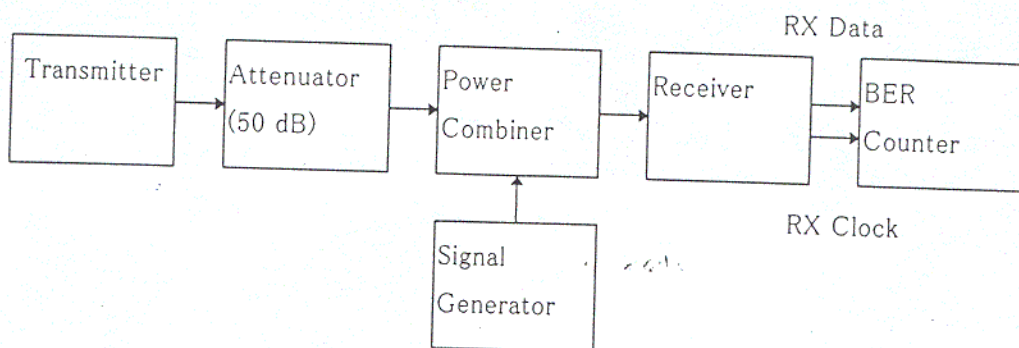 RX Data
Transmitter
Attenuator
(50 dB)
Power
Combiner
Receiver
BER
Counter
RX Clock
Signal
Generator